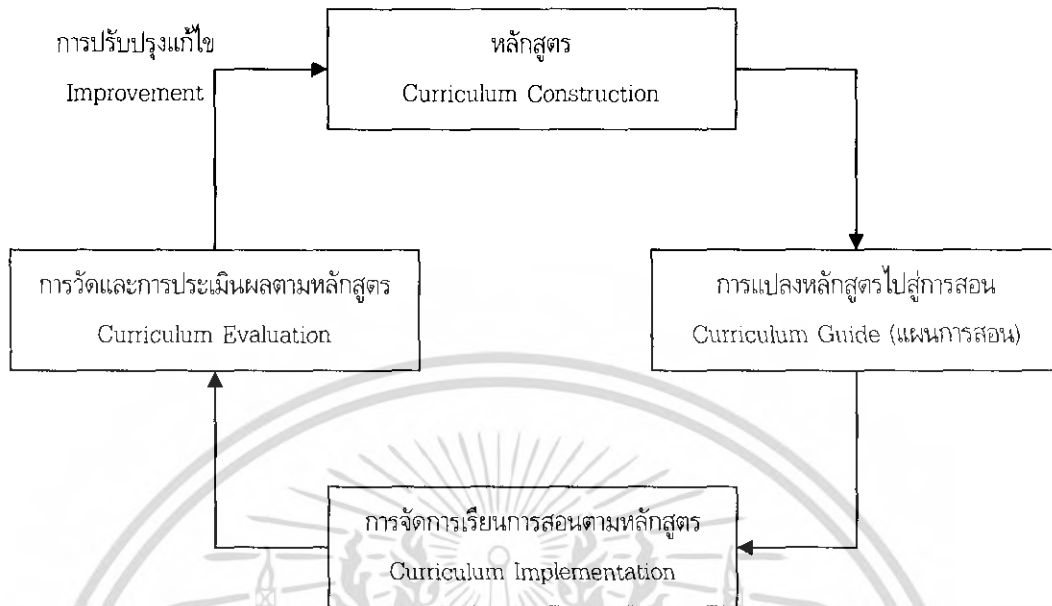 การปรับปรุงแก้ไข
Improvement
หลักสูตร
Curriculum Construction
การวัดและการประเมินผลตามหลักสูตร
Curriculum Evaluation
การแปลงหลักสูตรไปสู่การสอน
Curriculum Guide (แผนการสอน)
การจัดการเรียนการสอนตามหลักสูตร
Curriculum Implementation